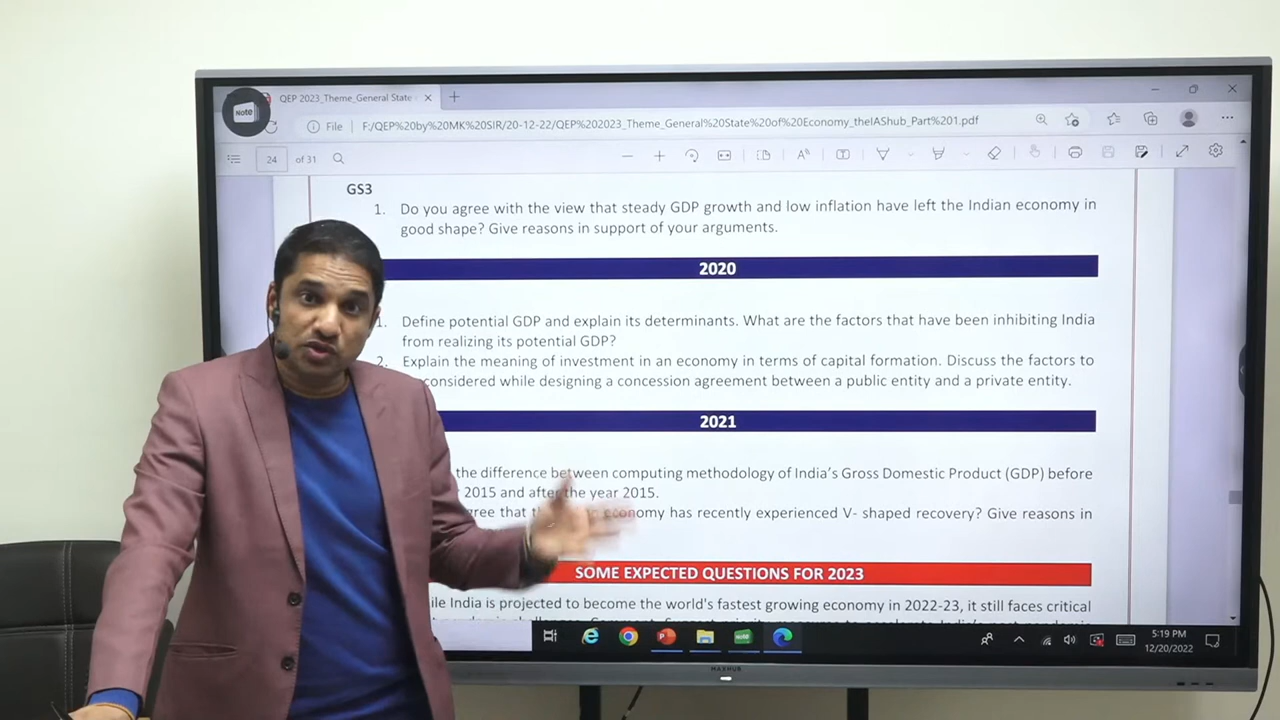 Note
QEP 2023_Theme_General State
File F:/QEP%20by%20MK%20SIR/20-12-22/QEP%202023_Theme_General%20State%20of%20Economy_theIAShub_Part%201.pdf
24 of 31
GS3
1. Do you agree with the view that steady GDP growth and low inflation have left the Indian economy in
good shape? Give reasons in support of your arguments.
2020
1. Define potential GDP and explain its determinants. What are the factors that have been inhibiting India
from realizing its potential GDP?
2. Explain the meaning of investment in an economy in terms of capital formation. Discuss the factors to
considered while designing a concession agreement between a public entity and a private entity.
2021
the difference between computing methodology of India's Gross Domestic Product (GDP) before
2015 and after the year 2015.
that economy has recently experienced V- shaped recovery? Give reasons in
SOME EXPECTED QUESTIONS FOR 2023
India is projected to become the world's fastest growing economy in 2022-23, it still faces critical
5:19 PM
12/20/2022
MAXHUB